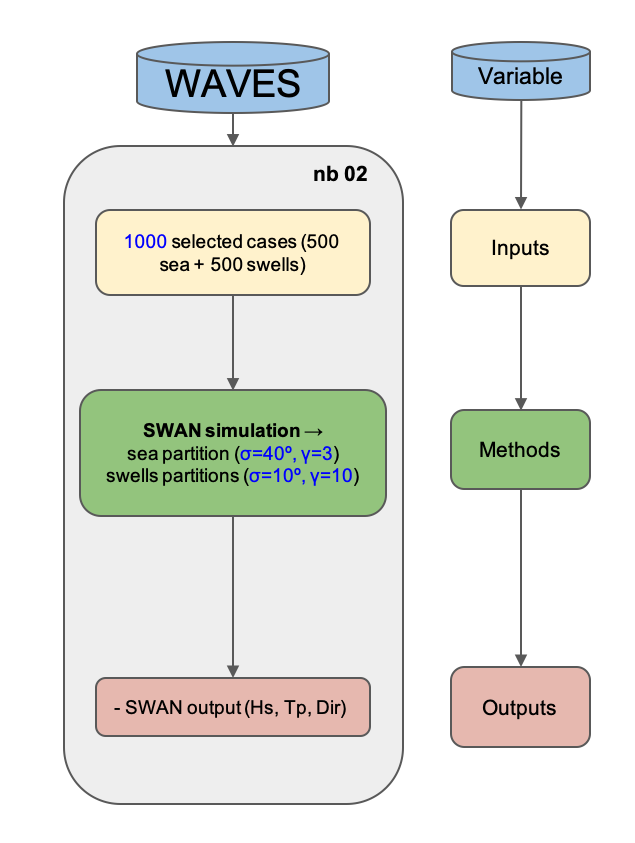 WAVES
nb 02
1000 selected cases (500
sea + 500 swells)
SWAN simulation →
sea partition (σ=40º, γ=3)
swells partitions (σ=10º, γ=10)
- SWAN output (Hs, Tp, Dir)
Variable
Inputs
Methods
Outputs